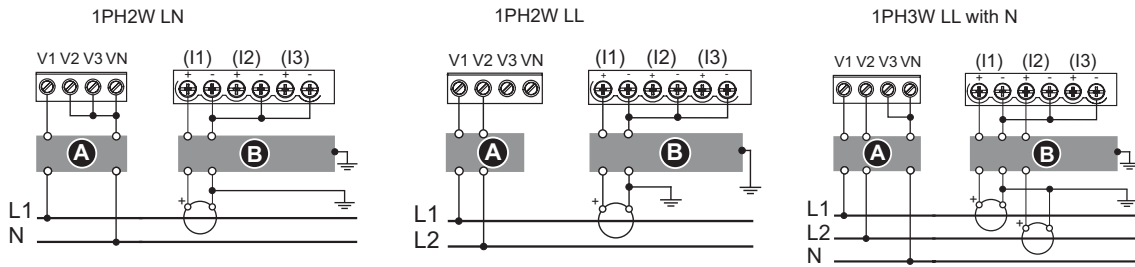 1PH2W LN
1PH2W LL
1PH3W LL with N
V1 V2 V3 VN
(I1) (I2) (I3)
+ - + - + -
A
B
+
L1
N
V1 V2 V3 VN
(I1) (I2) (I3)
+ - + - + -
A
B
+
L1
L2
V1 V2 V3 VN
(I1) (I2) (I3)
+ - + - + -
A
B
+
+
L1
L2
N